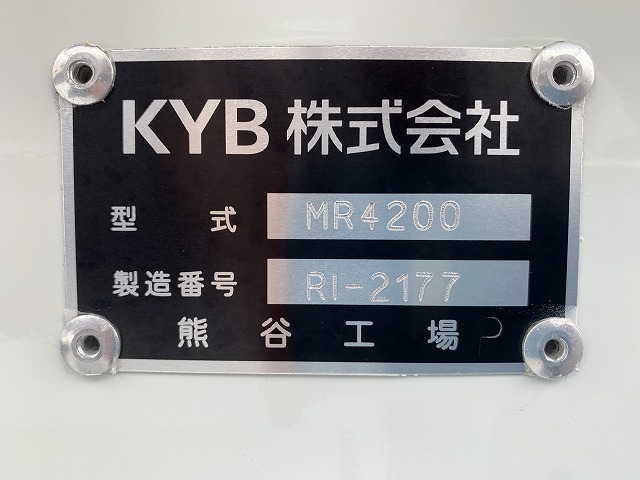 KYB 株式会社
型 式 MR4200
製造番号 RI-2177
熊谷工場